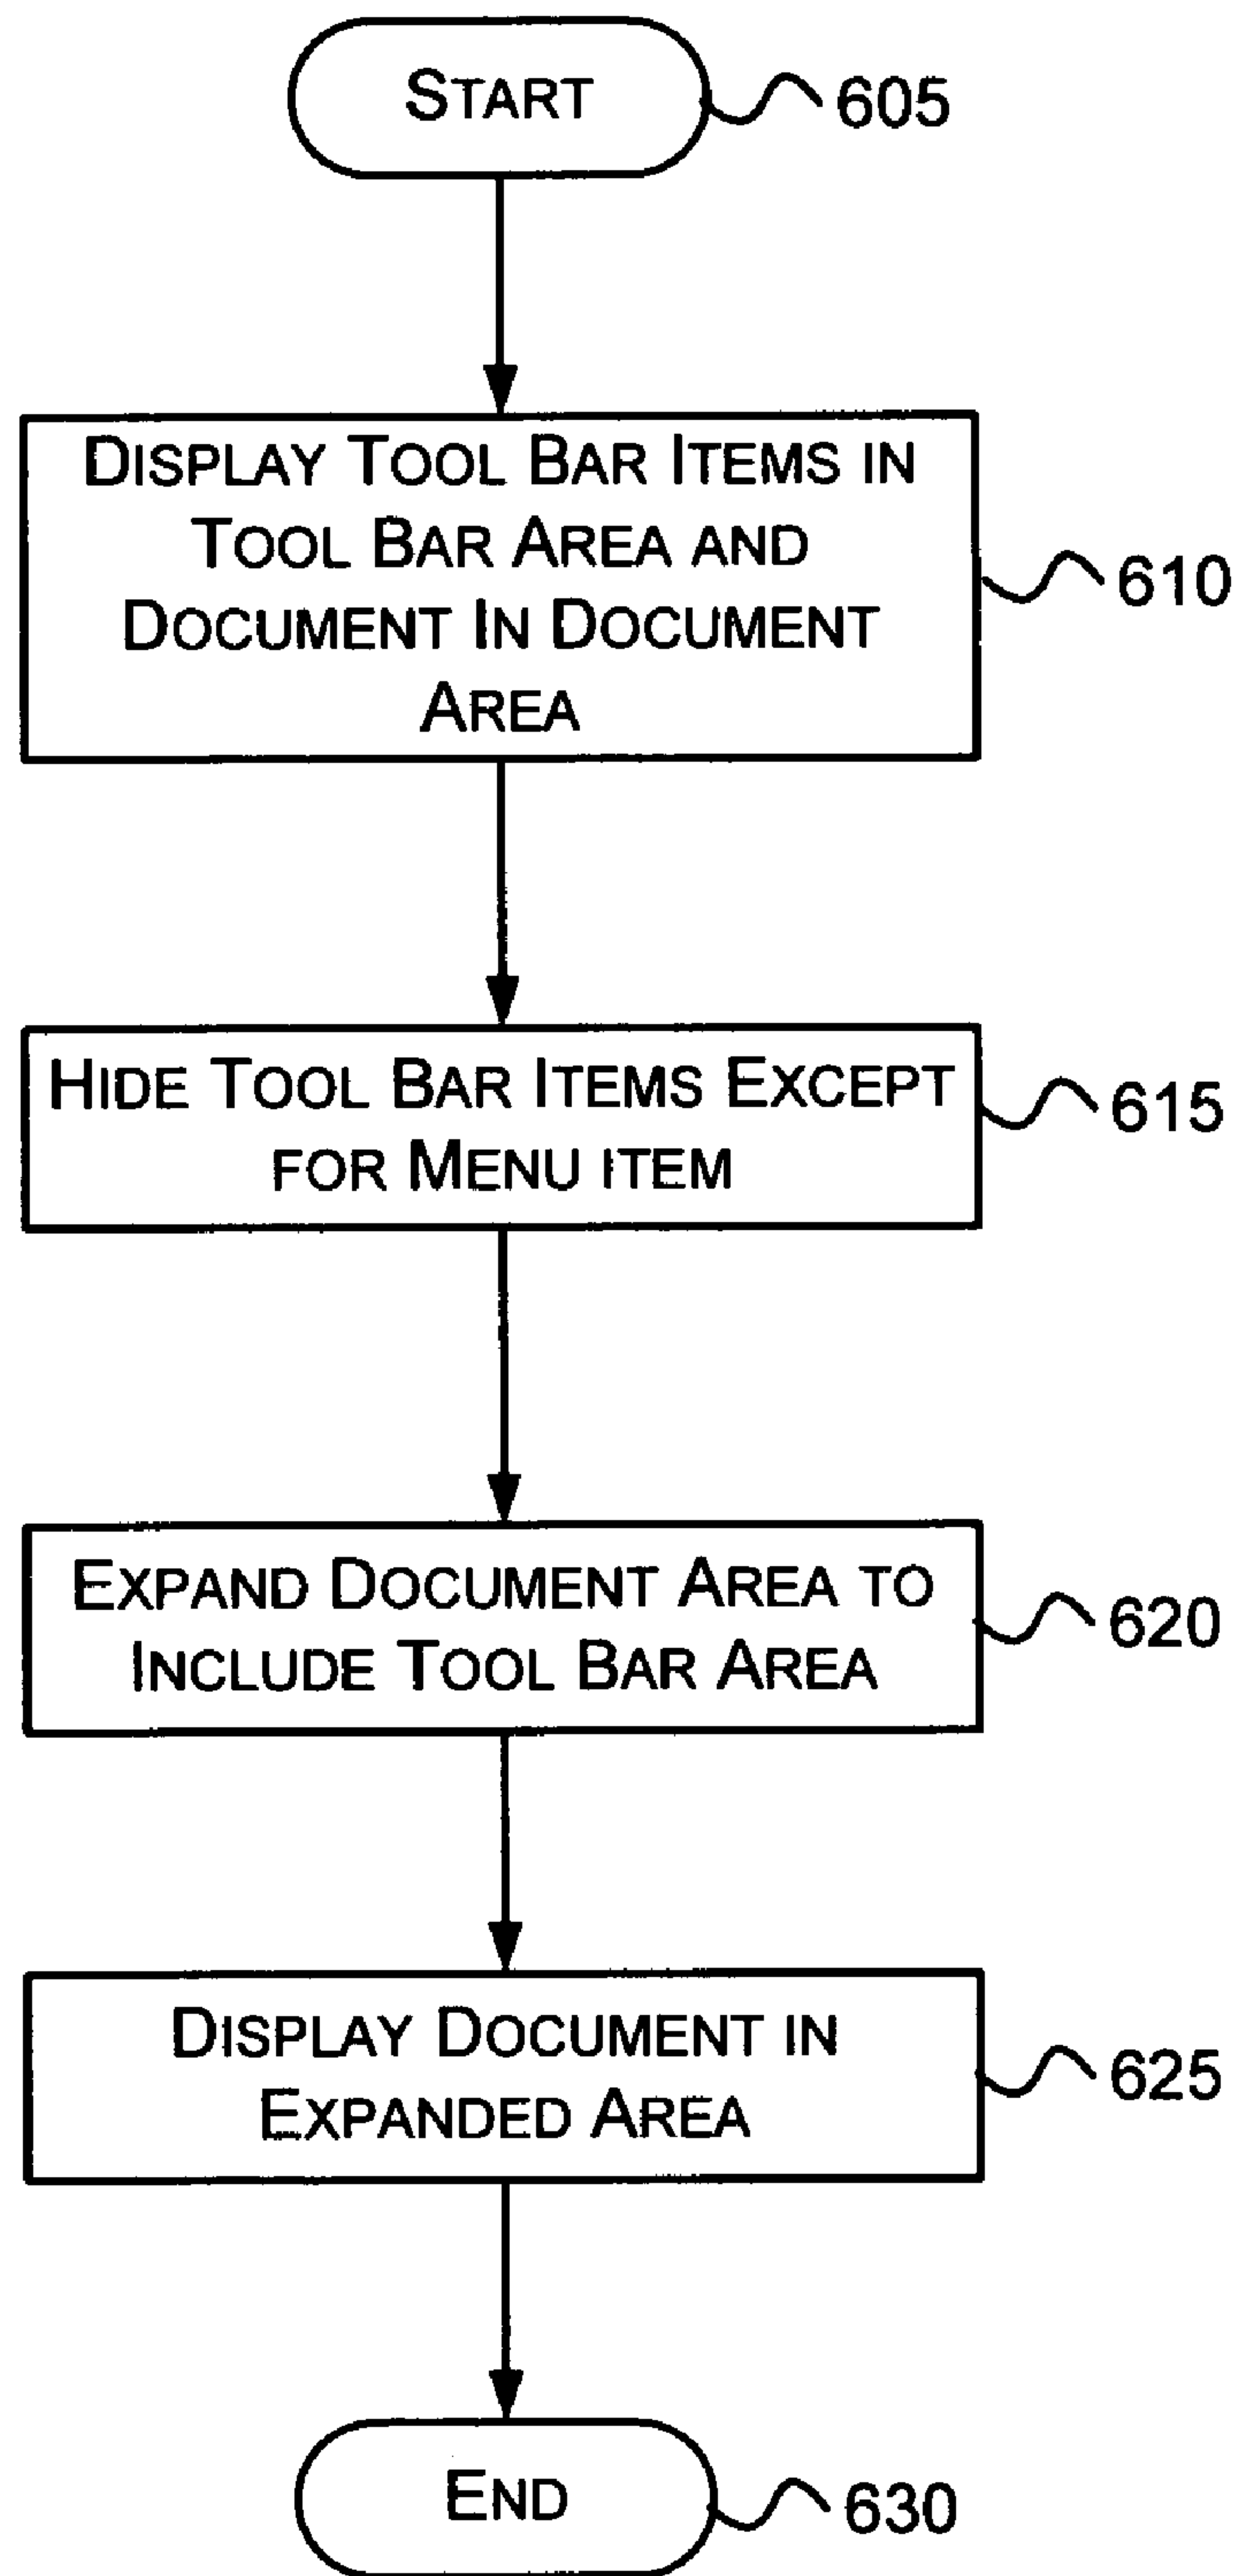 START
605
DISPLAY TOOL BAR ITEMS IN
TOOL BAR AREA AND
DOCUMENT IN DOCUMENT
AREA
610
HIDE TOOL BAR ITEMS EXCEPT
FOR MENU ITEM
615
EXPAND DOCUMENT AREA TO
INCLUDE TOOL BAR AREA
620
DISPLAY DOCUMENT IN
EXPANDED AREA
625
END
630